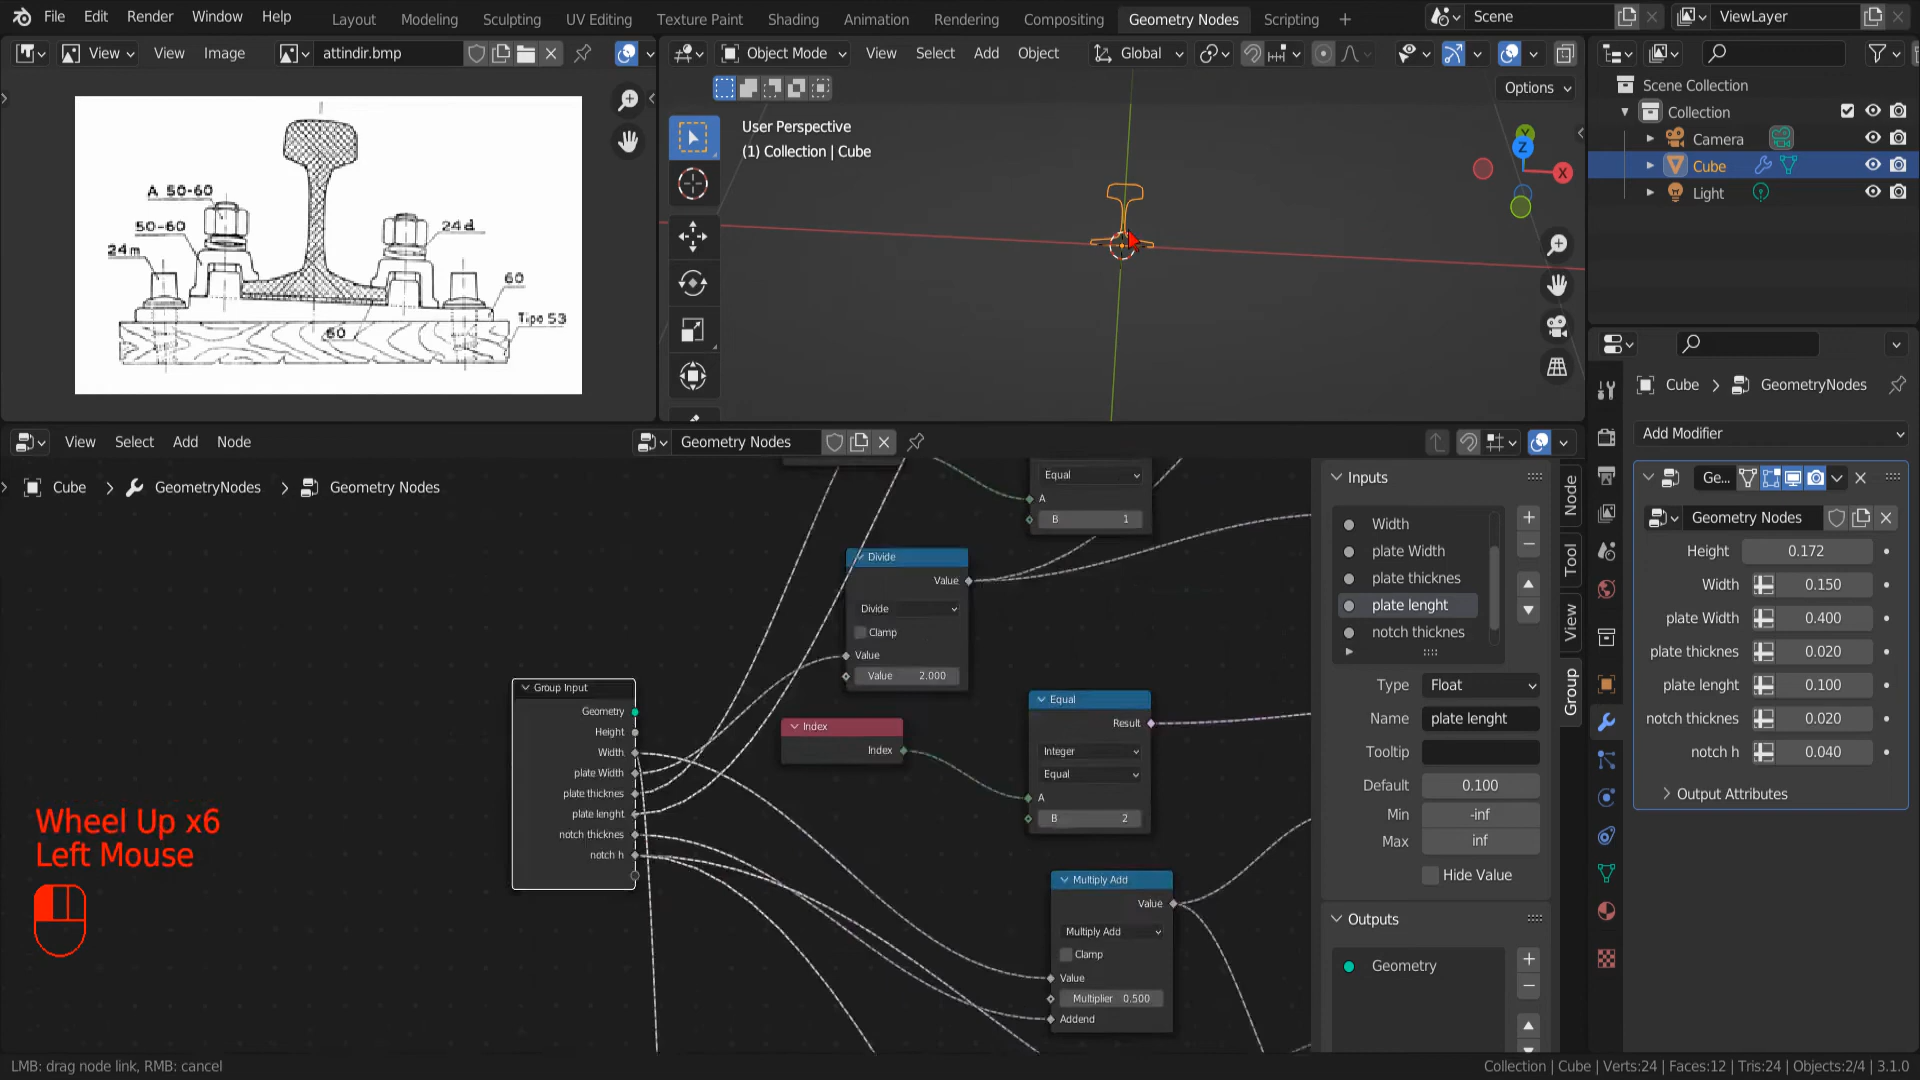 File Edit Render Window Help Layout Modeling Sculpting UV Editing Texture Paint Shading Animation Rendering Compositing Geometry Nodes Scripting + Scene ViewLayer
View View Image attindir.bmp Object Mode View Select Add Object Global
Options
User Perspective
(1) Collection | Cube
Scene Collection
Collection
Camera
Cube
Light
A 50-60
50-60
24m
24d
60
60
Tipo S3
Y
Z
X
View Select Add Node Geometry Nodes
Cube > GeometryNodes > Geometry Nodes
Equal
A
B 1
Divide
Value
Divide
Clamp
Value
Value 2.000
Group Input
Geometry
Height
Width
plate Width
plate thicknes
plate lenght
notch thicknes
notch h
Index
Index
Equal
Result
Integer
Equal
A
B 2
Multiply Add
Value
Multiply Add
Clamp
Value
Multiplier 0.500
Addend
Inputs
Width
plate Width
plate thicknes
plate lenght
notch thicknes
Type Float
Name plate lenght
Tooltip
Default 0.100
Min -inf
Max inf
Hide Value
Outputs
Geometry
Node
Tool
View
Group
Cube > GeometryNodes
Add Modifier
Ge...
Geometry Nodes
Height 0.172
Width 0.150
plate Width 0.400
plate thicknes 0.020
plate lenght 0.100
notch thicknes 0.020
notch h 0.040
Output Attributes
Wheel Up x6
Left Mouse
LMB: drag node link, RMB: cancel
Collection | Cube | Verts:24 | Faces:12 | Tris:24 | Objects:2/4 | 3.1.0